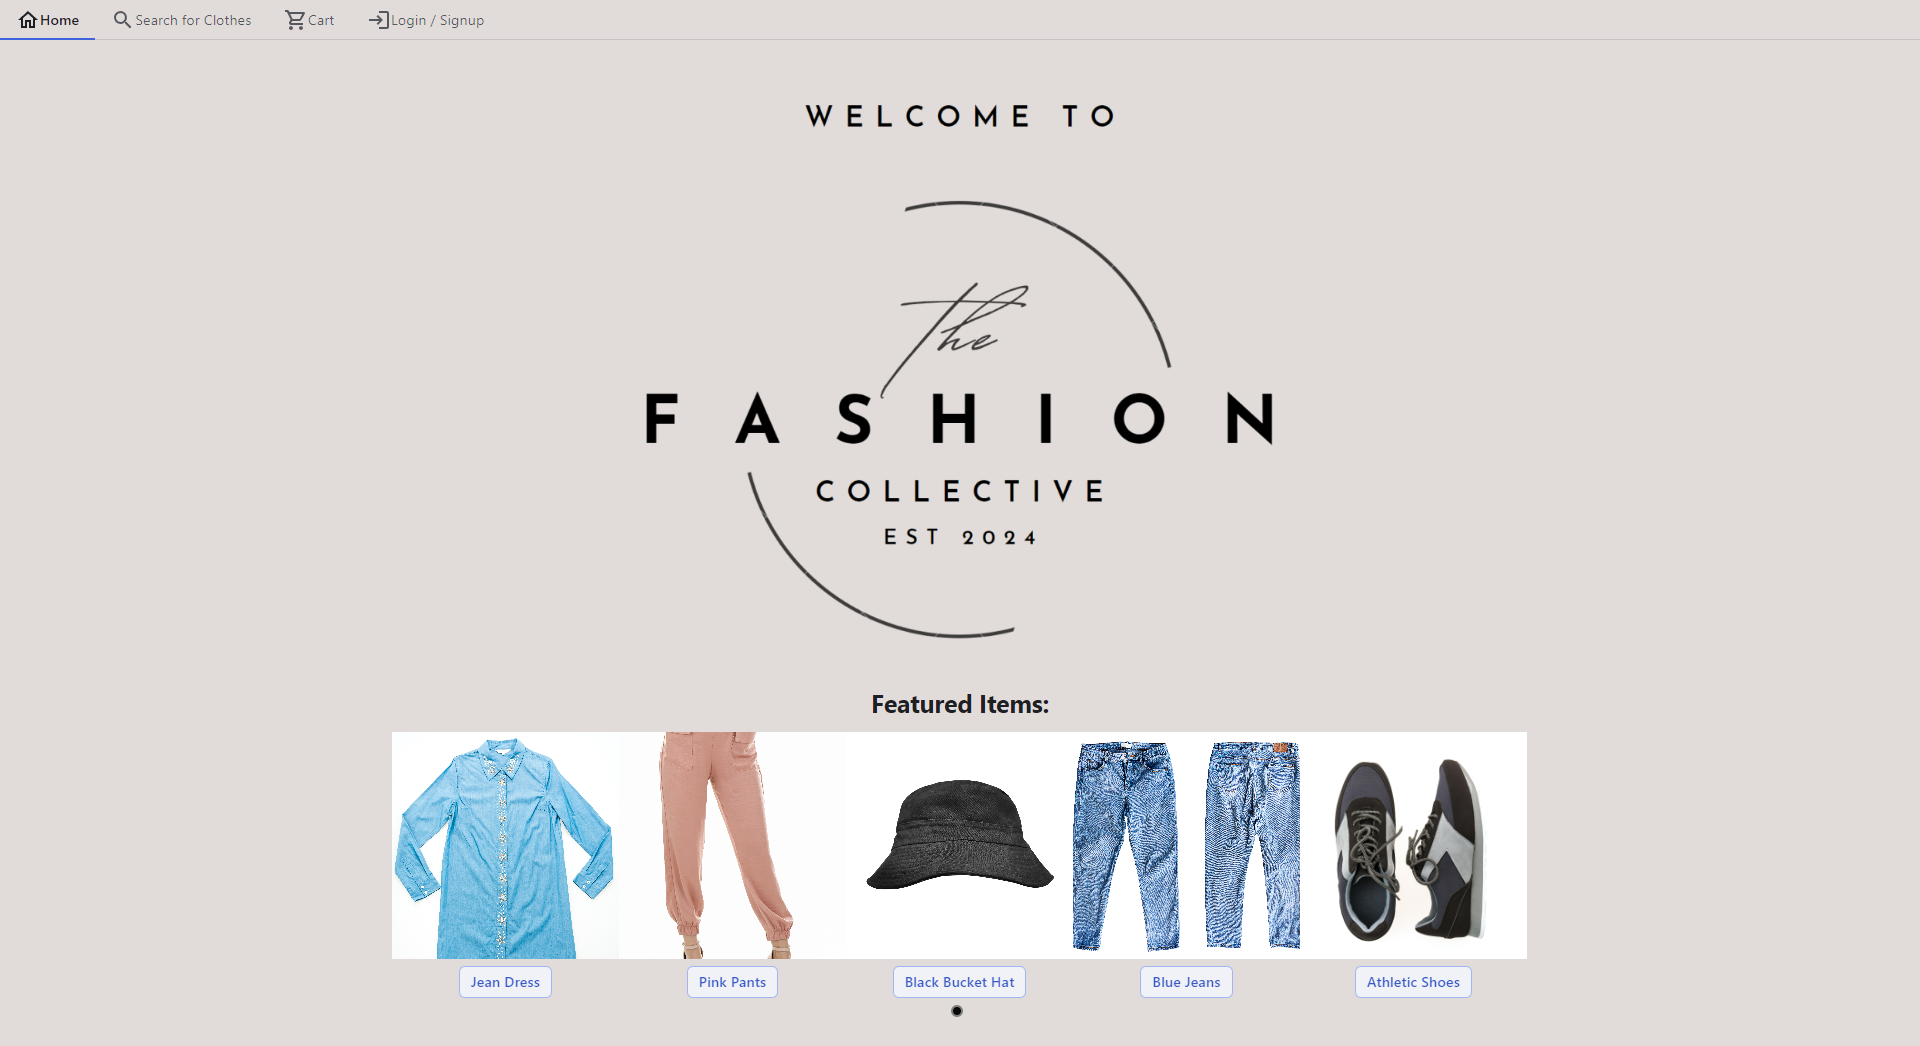 Home
Search for Clothes
Cart
Login / Signup
WELCOME TO
the
FASHION
COLLECTIVE
EST 2024
Featured Items:
Jean Dress
Pink Pants
Black Bucket Hat
Blue Jeans
Athletic Shoes